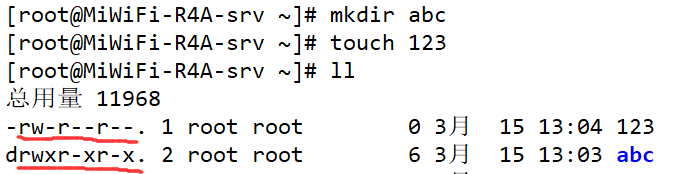 [root@MiWiFi-R4A-srv ~]# mkdir abc
[root@MiWiFi-R4A-srv ~]# touch 123
[root@MiWiFi-R4A-srv ~]# ll
总用量 11968
-rw-r--r--. 1 root root 0 3月 15 13:04 123
drwxr-xr-x. 2 root root 6 3月 15 13:03 abc